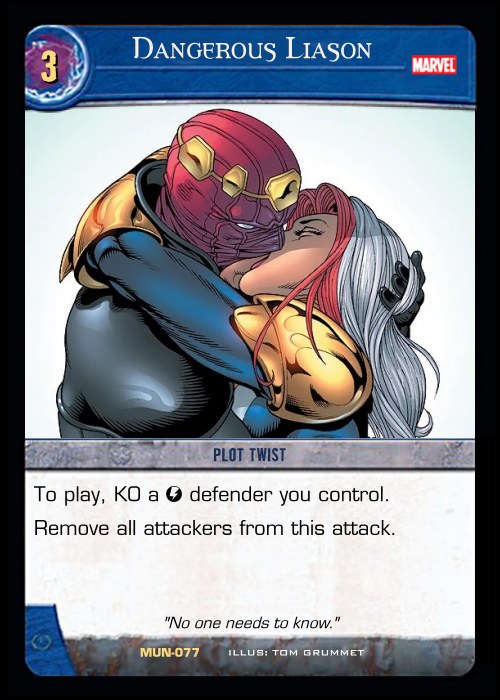 3
Dangerous Liason
MARVEL
PLOT TWIST
To play, KO a defender you control.
Remove all attackers from this attack.
"No one needs to know."
MUN-077 ILLUS: TOM GRUMMET